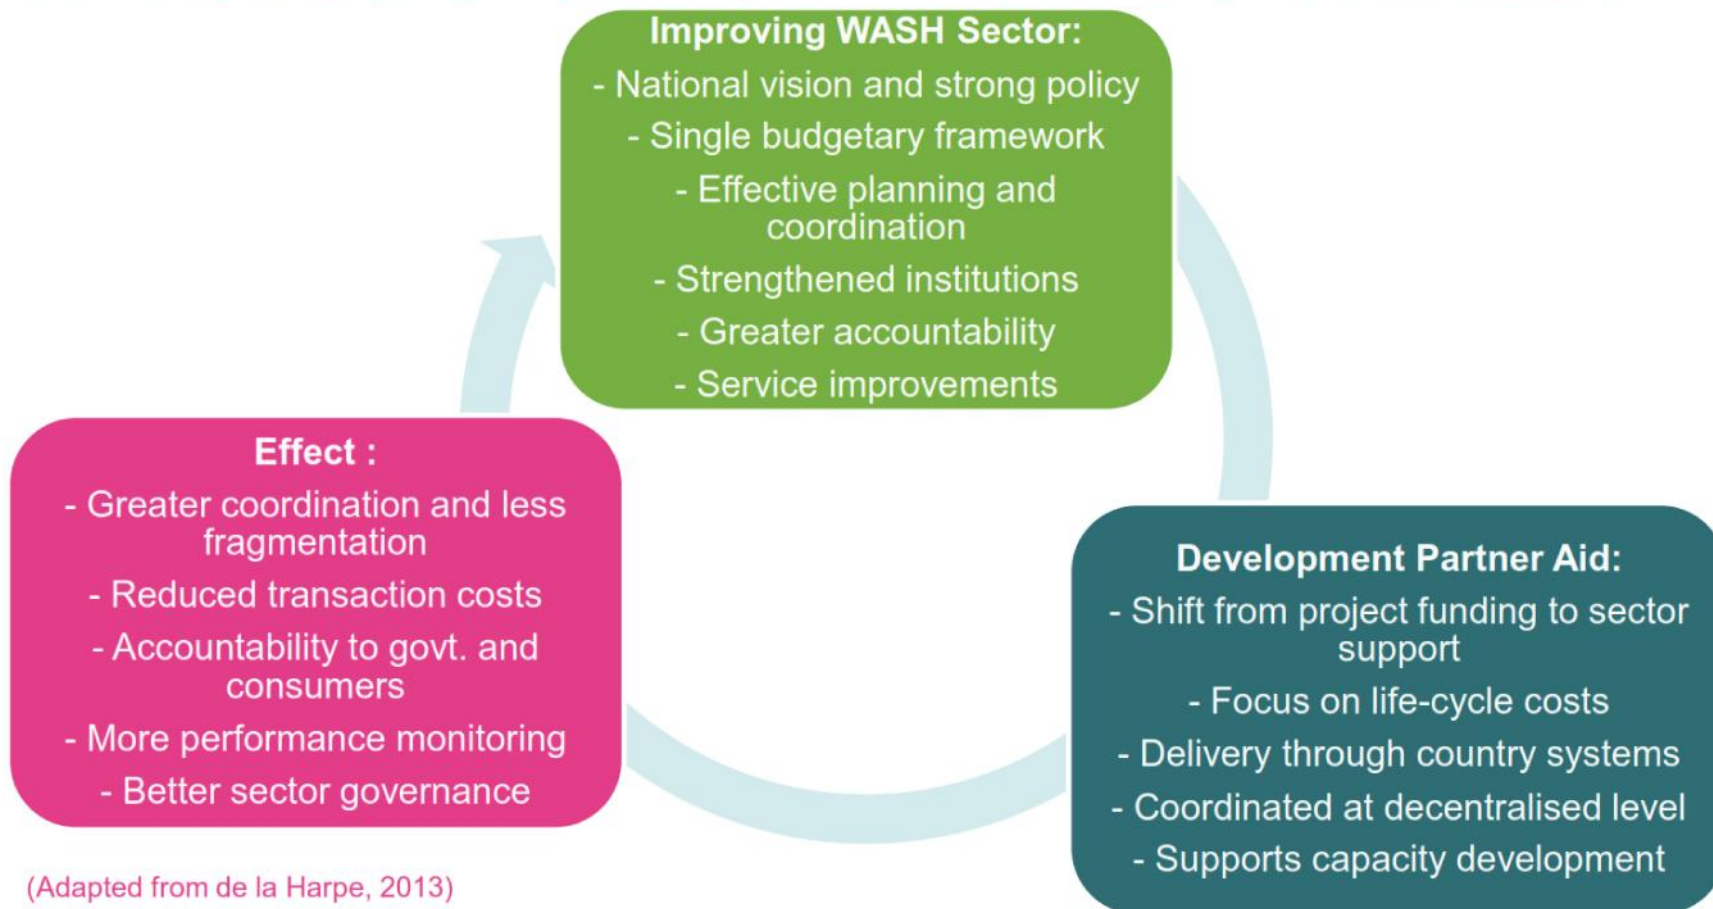 Improving WASH Sector:
- National vision and strong policy
- Single budgetary framework
- Effective planning and
coordination
- Strengthened institutions
- Greater accountability
- Service improvements
Effect :
- Greater coordination and less
fragmentation
- Reduced transaction costs
- Accountability to govt. and
consumers
- More performance monitoring
- Better sector governance
Development Partner Aid:
- Shift from project funding to sector
support
- Focus on life-cycle costs
- Delivery through country systems
- Coordinated at decentralised level
- Supports capacity development
(Adapted from de la Harpe, 2013)